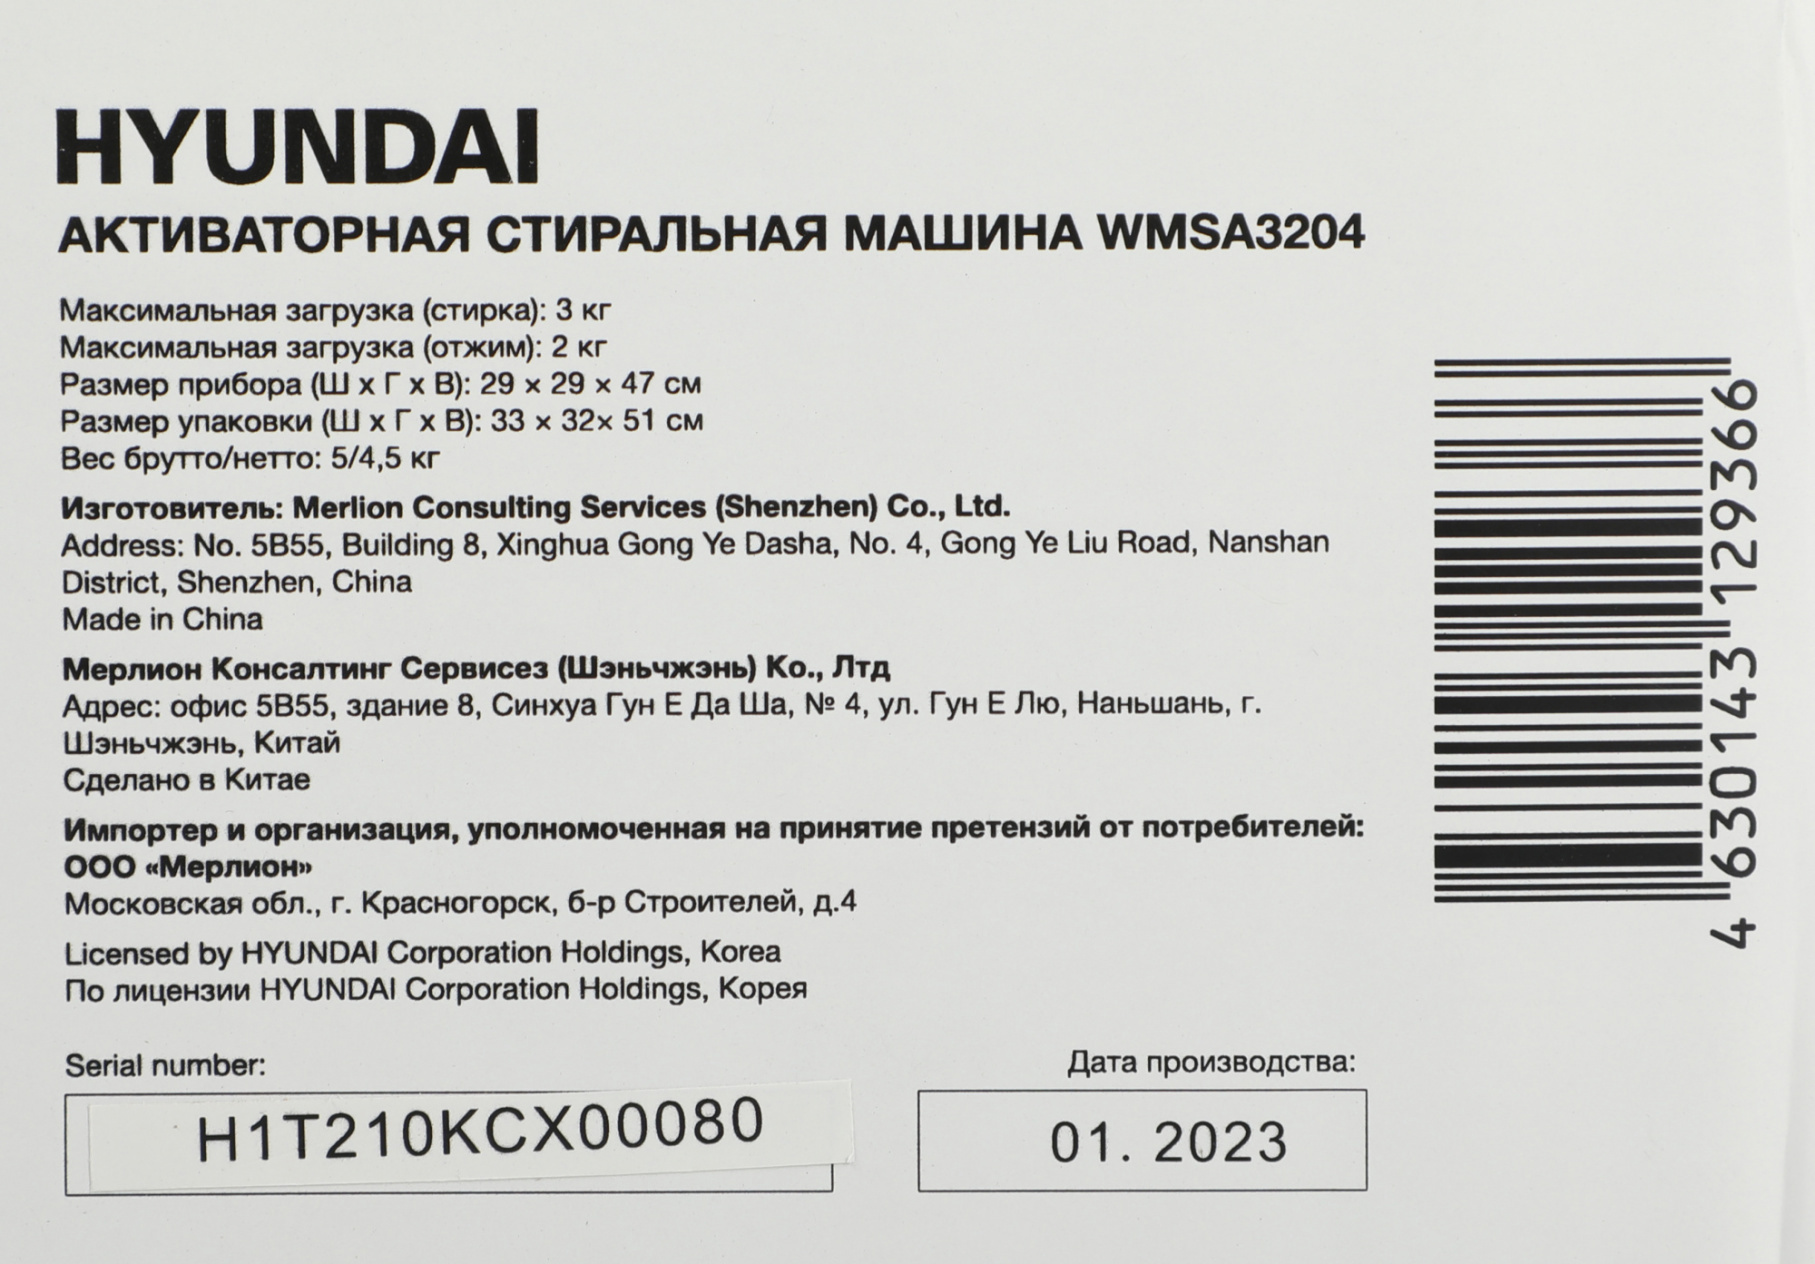 HYUNDAI
АКТИВАТОРНАЯ СТИРАЛЬНАЯ МАШИНА WMSA3204
Максимальная загрузка (стирка): 3 кг
Максимальная загрузка (отжим): 2 кг
Размер прибора (Ш х Г х В): 29 × 29 × 47 см
Размер упаковки (Ш х Г х В): 33 × 32× 51 см
Вес брутто/нетто: 5/4,5 кг
Изготовитель: Merlion Consulting Services (Shenzhen) Co., Ltd.
Address: No. 5B55, Building 8, Xinghua Gong Ye Dasha, No. 4, Gong Ye Liu Road, Nanshan
District, Shenzhen, China
Made in China
Мерлион Консалтинг Сервисез (Шэньчжэнь) Ко., Лтд
Адрес: офис 5В55, здание 8, Синхуа Гун Е Да Ша, № 4, ул. Гун Е Лю, Наньшань, г.
Шэньчжэнь, Китай
Сделано в Китае
Импортер и организация, уполномоченная на принятие претензий от потребителей:
ООО «Мерлион»
Московская обл., г. Красногорск, б-р Строителей, д.4
Licensed by HYUNDAI Corporation Holdings, Korea
По лицензии HYUNDAI Corporation Holdings, Корея
Serial number:
H1T210KCX00080
Дата производства:
01. 2023
4 630143 129366